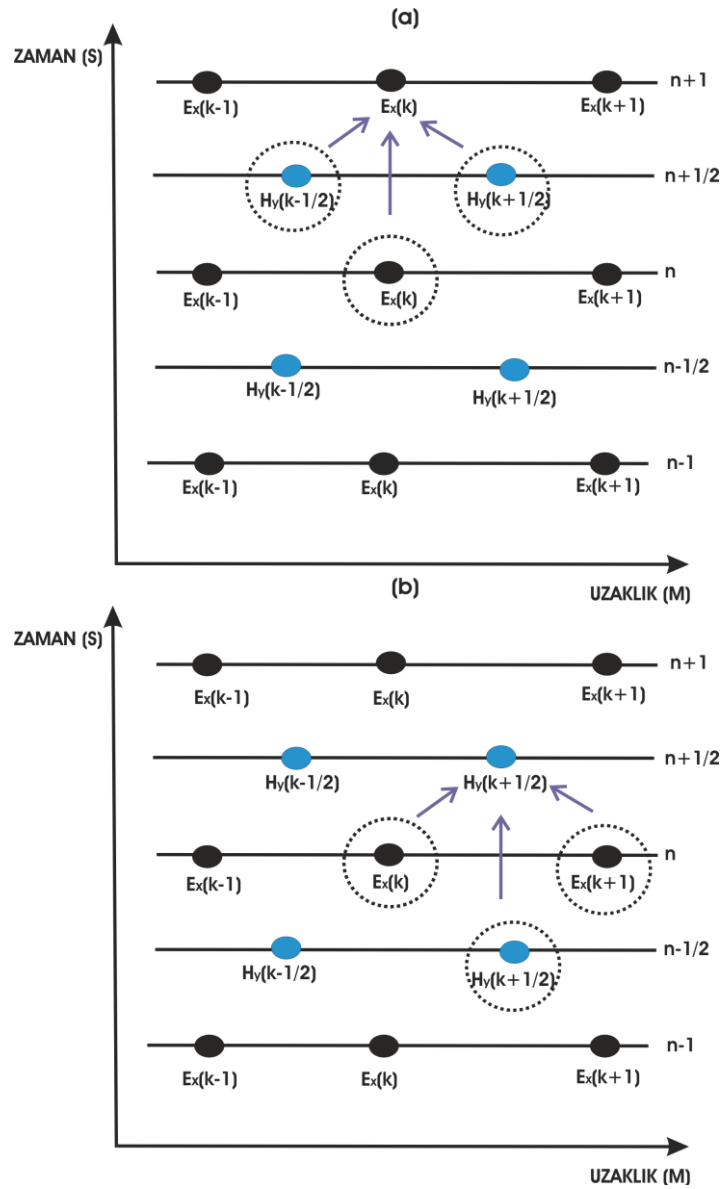 (a)
ZAMAN (S)
n+1
Ex(k-1) Ex(k) Ex(k+1)
n+1/2
Hy(k-1/2) Hy(k+1/2)
n
Ex(k-1) Ex(k) Ex(k+1)
n-1/2
Hy(k-1/2) Hy(k+1/2)
n-1
Ex(k-1) Ex(k) Ex(k+1)
UZAKLIK (M)
(b)
ZAMAN (S)
n+1
Ex(k-1) Ex(k) Ex(k+1)
n+1/2
Hy(k-1/2) Hy(k+1/2)
n
Ex(k-1) Ex(k) Ex(k+1)
n-1/2
Hy(k-1/2) Hy(k+1/2)
n-1
Ex(k-1) Ex(k) Ex(k+1)
UZAKLIK (M)